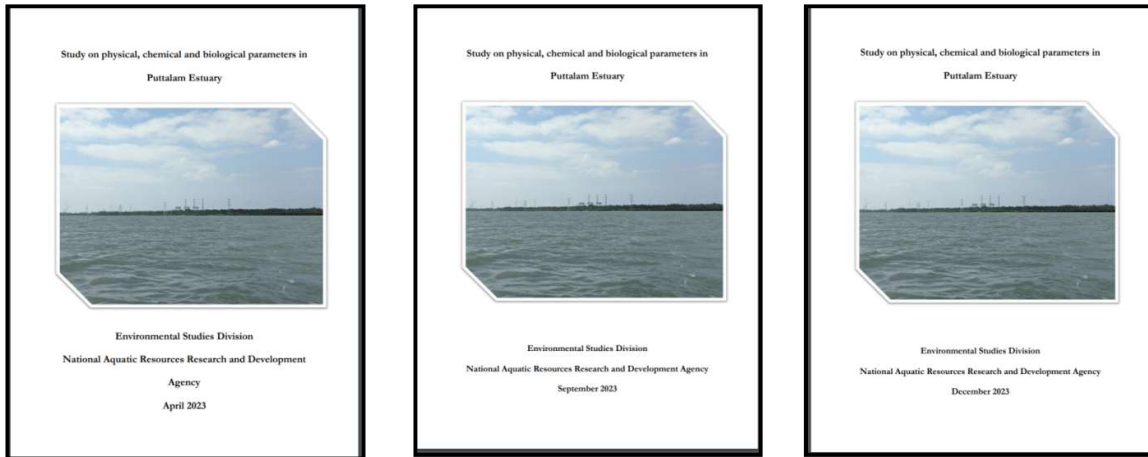 Study on physical, chemical and biological parameters in
Puttalam Estuary
Environmental Studies Division
National Aquatic Resources Research and Development
Agency
April 2023
Study on physical, chemical and biological parameters in
Puttalam Estuary
Environmental Studies Division
National Aquatic Resources Research and Development Agency
September 2023
Study on physical, chemical and biological parameters in
Puttalam Estuary
Environmental Studies Division
National Aquatic Resources Research and Development Agency
December 2023